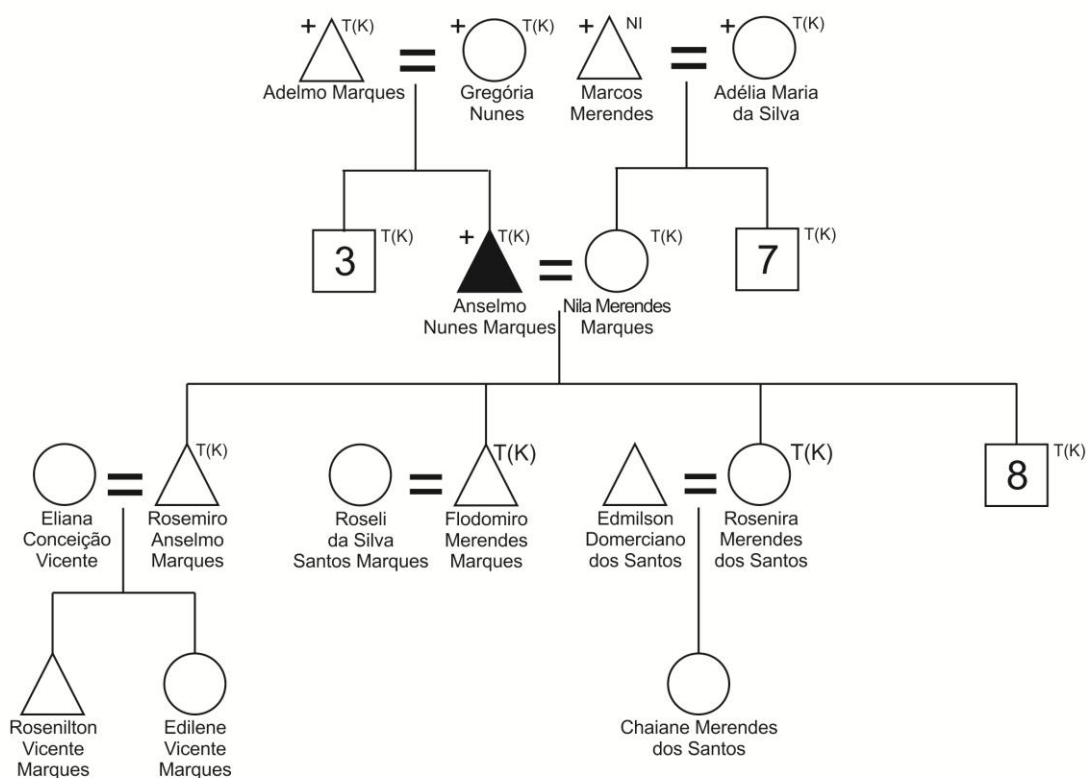 + T(K) + T(K) + NI + T(K)
= =
Adelmo Marques
Gregória
Nunes
Marcos
Merendes
Adélia Maria
da Silva
3 T(K)
+ T(K)
=
T(K)
7 T(K)
Anselmo
Nunes Marques
Nila Merendes
Marques
=
T(K)
=
T(K)
=
T(K)
8 T(K)
Eliana
Conceição
Vicente
Rosemiro
Anselmo
Marques
Roseli
da Silva
Santos Marques
Flodomiro
Merendes
Marques
Edmilson
Domerciano
dos Santos
Rosenira
Merendes
dos Santos
Rosenilton
Vicente
Marques
Edilene
Vicente
Marques
Chaiane Merendes
dos Santos